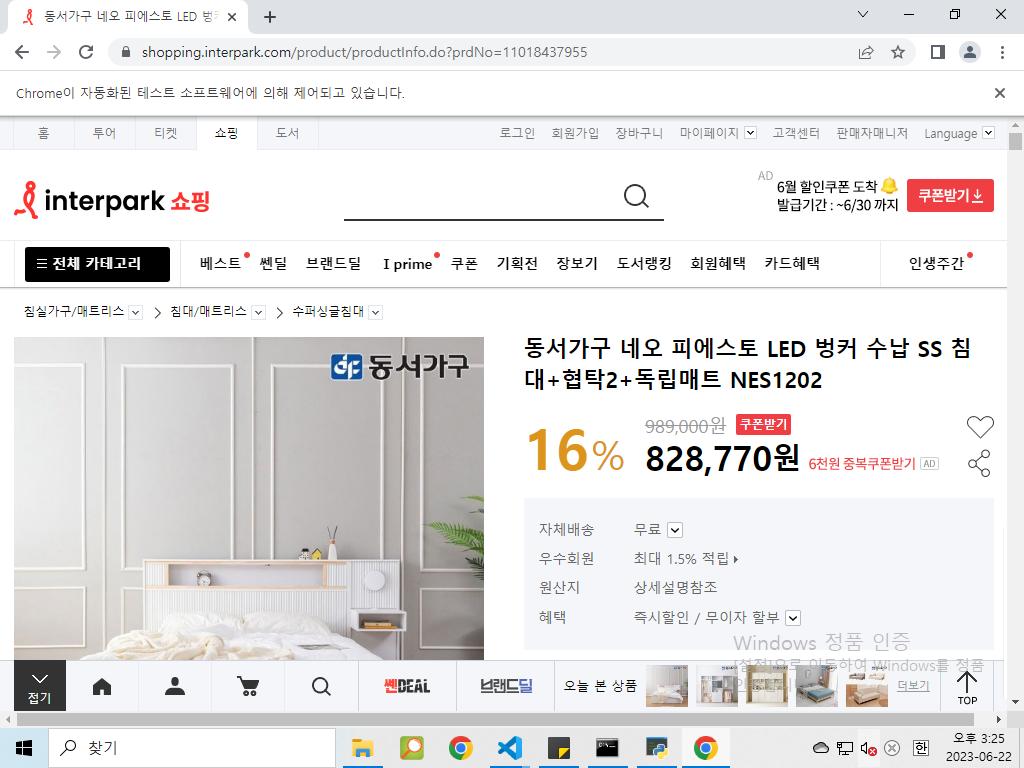 동서가구 네오 피에스토 LED 벙커
shopping.interpark.com/product/productInfo.do?prdNo=11018437955
Chrome이 자동화된 테스트 소프트웨어에 의해 제어되고 있습니다.
홈 투어 티켓 쇼핑 도서 로그인 회원가입 장바구니 마이페이지 고객센터 판매자매니저 Language
interpark 쇼핑
AD 6월 할인쿠폰 도착
발급기간 : ~6/30 까지
쿠폰받기
전체 카테고리 베스트 쎈딜 브랜드딜 I prime 쿠폰 기획전 장보기 도서랭킹 회원혜택 카드혜택 인생주간
침실가구/매트리스 침대/매트리스 수퍼싱글침대
동서가구
동서가구 네오 피에스토 LED 벙커 수납 SS 침
대+협탁2+독립매트 NES1202
16% 989,000원 쿠폰받기
828,770원 6천원 중복쿠폰받기 AD
자체배송 무료
우수회원 최대 1.5% 적립
원산지 상세설명참조
혜택 즉시할인 / 무이자 할부
Windows 정품 인증
[설정]으로 이동하여 Windows를 정품
접기 쎈DEAL 브랜드딜 오늘 본 상품 더보기 TOP
찾기
한
오후 3:25
2023-06-22